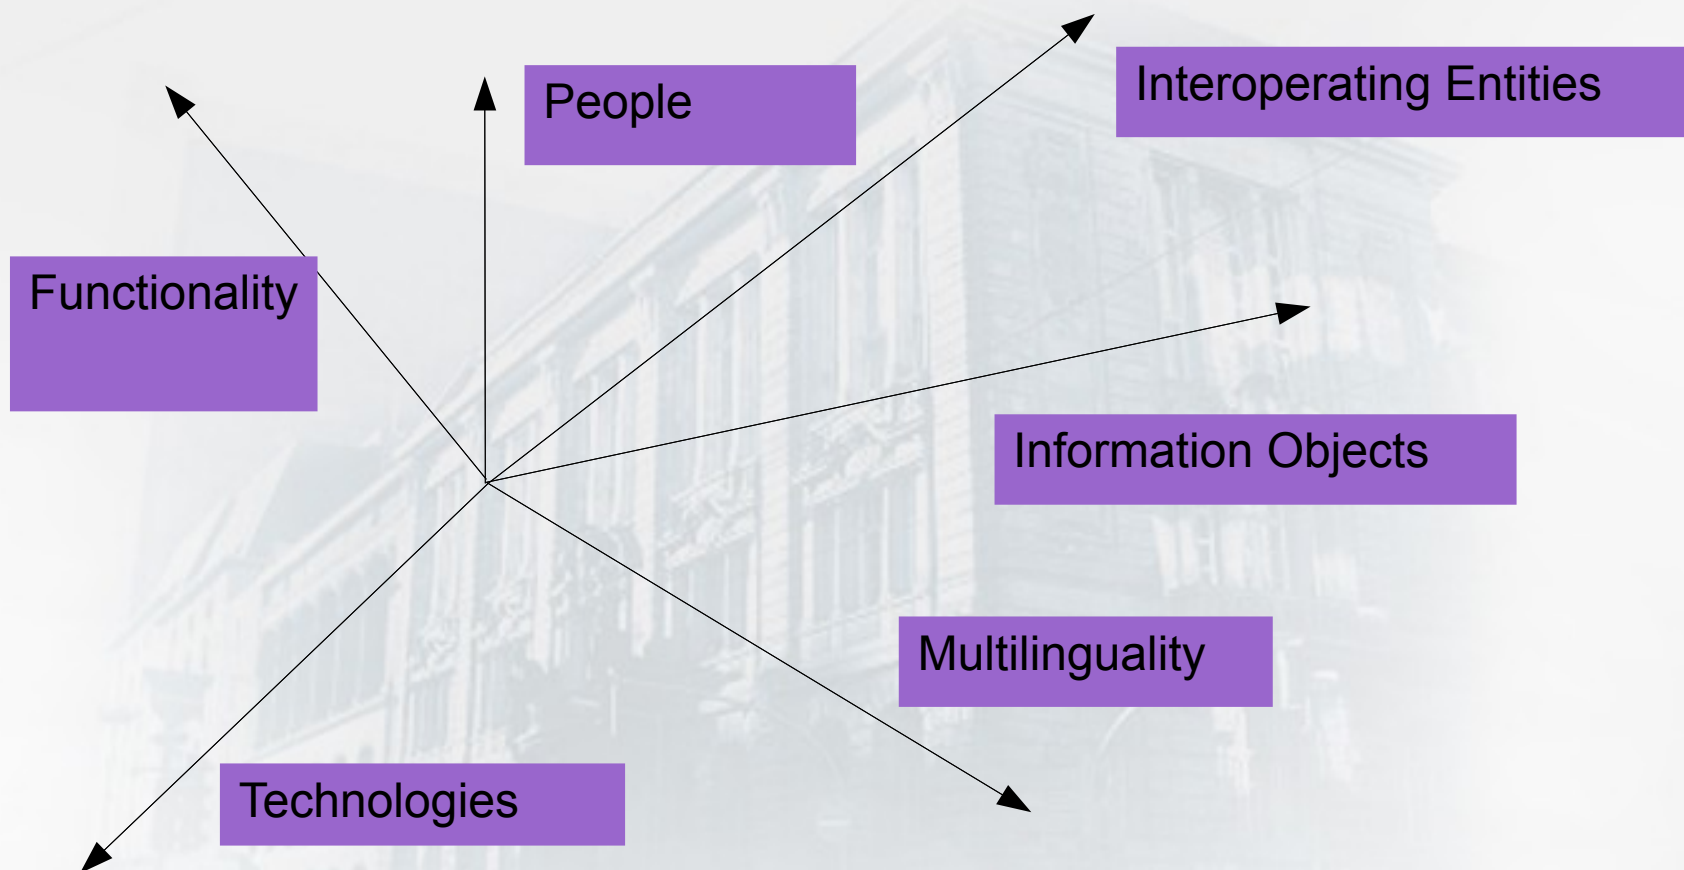 People
Interoperating Entities
Functionality
Information Objects
Multilinguality
Technologies